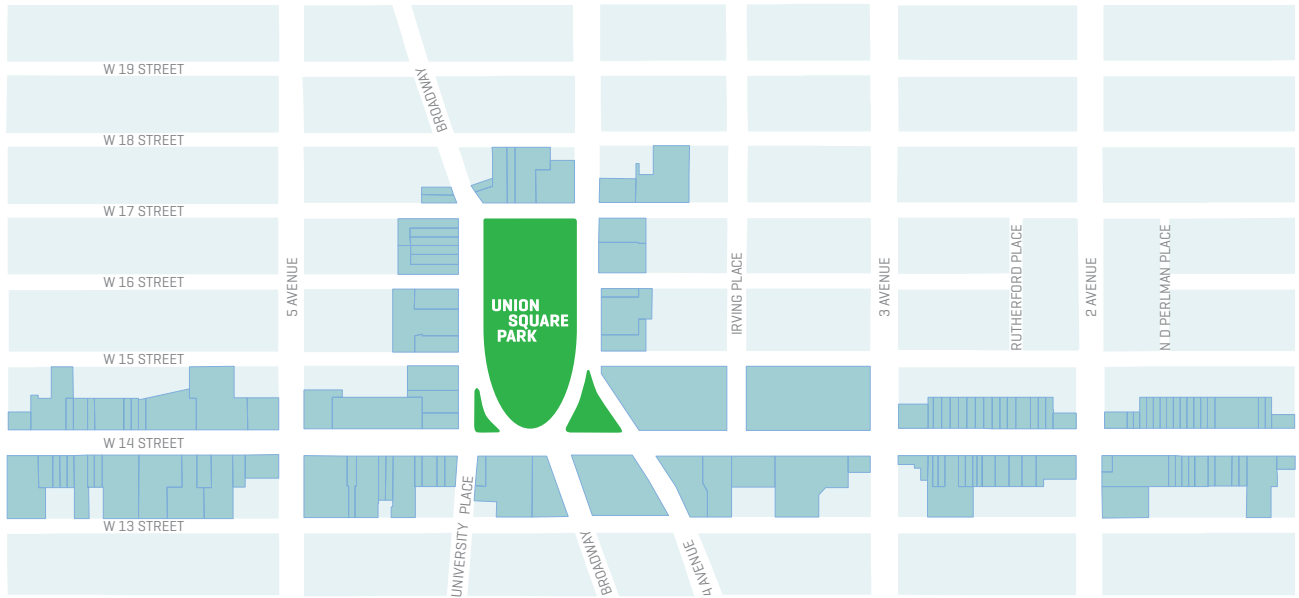 W 19 STREET
BROADWAY
W 18 STREET
W 17 STREET
5 AVENUE
W 16 STREET
UNION
SQUARE
PARK
IRVING PLACE
3 AVENUE
RUTHERFORD PLACE
2 AVENUE
N D PERLMAN PLACE
W 15 STREET
W 14 STREET
W 13 STREET
UNIVERSITY PLACE
BROADWAY
4 AVENUE